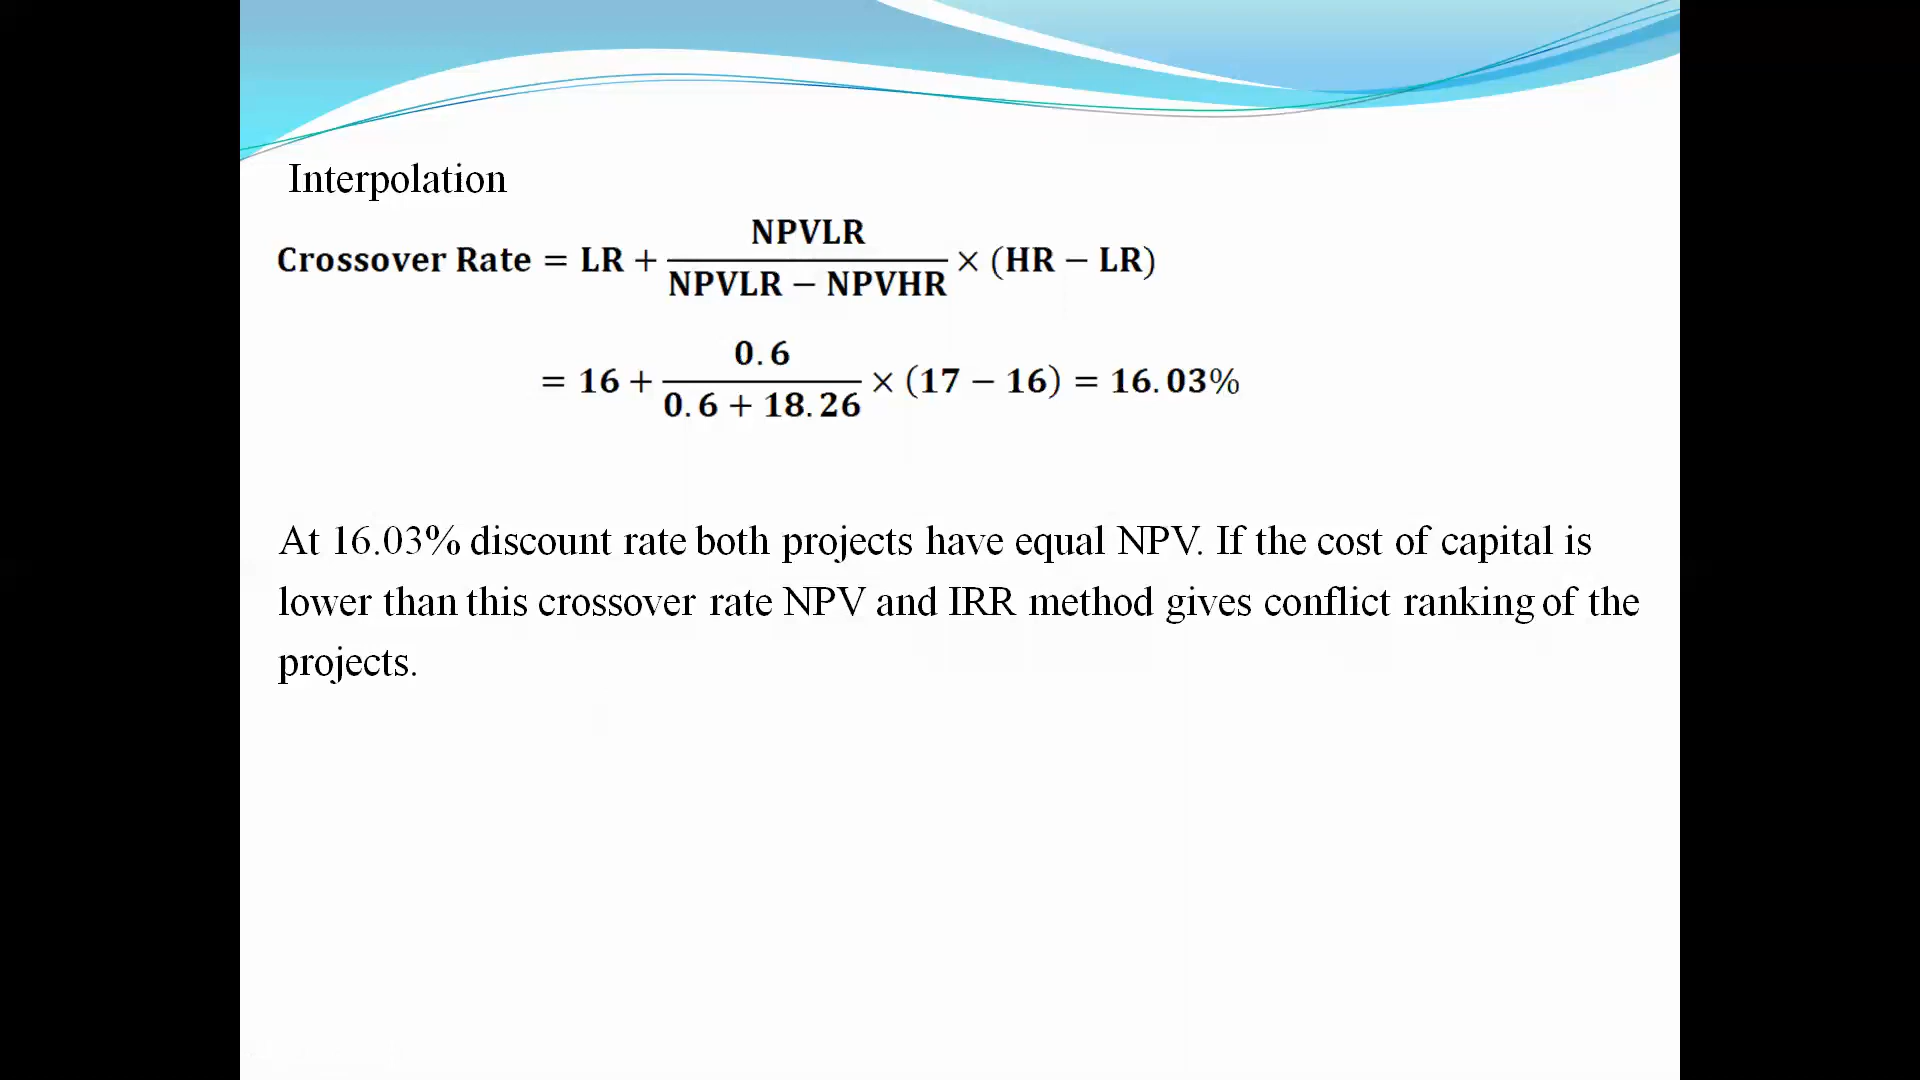 Interpolation
Crossover Rate = LR + NPVLR / NPVLR − NPVHR × (HR − LR)
= 16 + 0.6 / 0.6 + 18.26 × (17 − 16) = 16.03%
At 16.03% discount rate both projects have equal NPV. If the cost of capital is
lower than this crossover rate NPV and IRR method gives conflict ranking of the
projects.